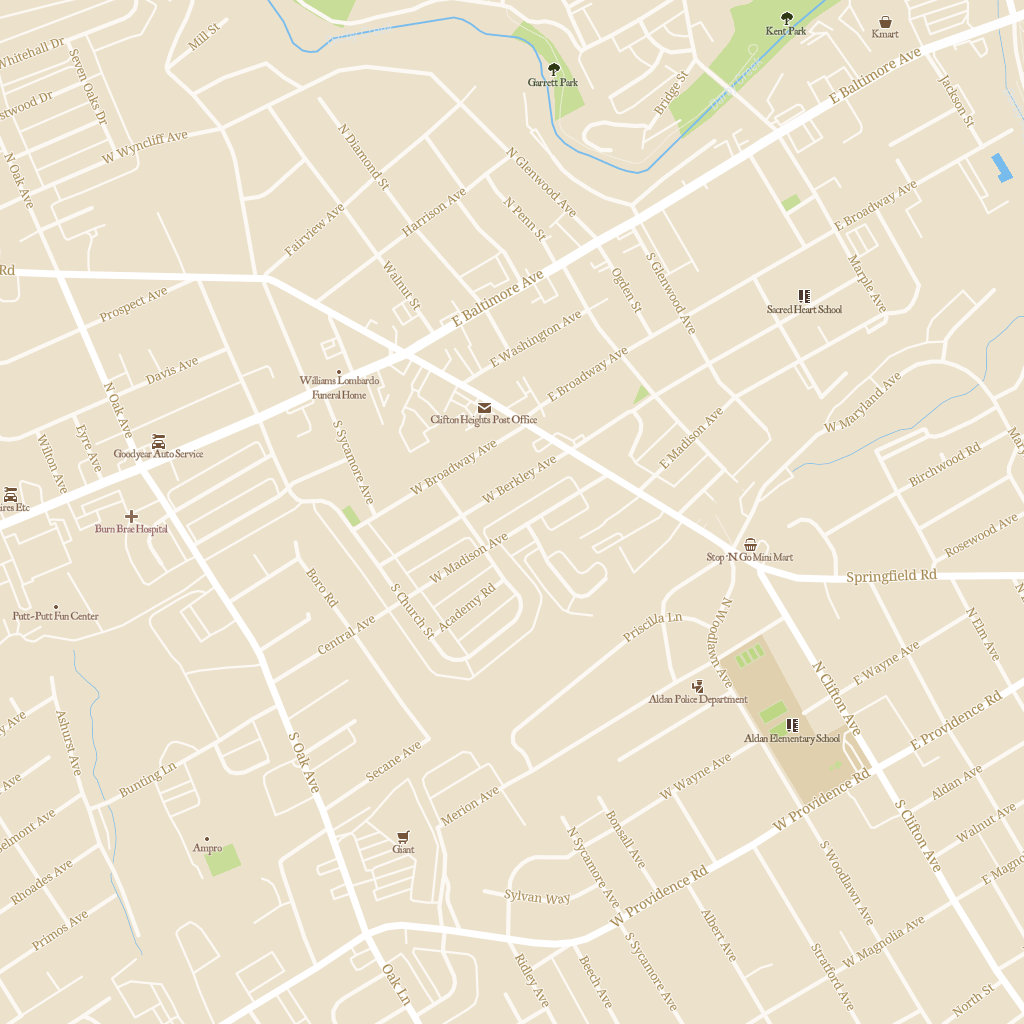 Kent Park
Kmart
Mill St
Whitehall Dr
Seven Oaks Dr
E Baltimore Ave
Garrett Park
Bridge St
Jackson St
W Wyncliff Ave
N Oak Ave
N Diamond St
N Glenwood Ave
Harrison Ave
Fairview Ave
N Penn St
E Broadway Ave
Rd
Prospect Ave
Walnut St
E Baltimore Ave
Ogden St
S Glenwood Ave
Marple Ave
Sacred Heart School
E Washington Ave
Davis Ave
E Broadway Ave
Williams Lombardo
Funeral Home
N Oak Ave
Clifton Heights Post Office
W Maryland Ave
Eyre Ave
Wilton Ave
Goodyear Auto Service
S Sycamore Ave
W Broadway Ave
E Madison Ave
W Berkley Ave
Birchwood Rd
ires Etc
Burn Brae Hospital
W Madison Ave
Stop 'N Go Mini Mart
Rosewood Ave
Springfield Rd
Boro Rd
S Church St
Academy Rd
Putt-Putt Fun Center
Central Ave
Priscilla Ln
N Woodlawn Ave
N Elm Ave
E Wayne Ave
Aldan Police Department
N Clifton Ave
Ashurst Ave
S Oak Ave
Secane Ave
Aldan Elementary School
E Providence Rd
Bunting Ln
W Wayne Ave
Aldan Ave
Merion Ave
W Providence Rd
Bonsall Ave
N Sycamore Ave
S Clifton Ave
Walnut Ave
Ampro
Giant
Rhoades Ave
S Woodlawn Ave
Sylvan Way
W Providence Rd
Primos Ave
Albert Ave
W Magnolia Ave
S Sycamore Ave
Stratford Ave
Oak Ln
Ridley Ave
Beech Ave
North St